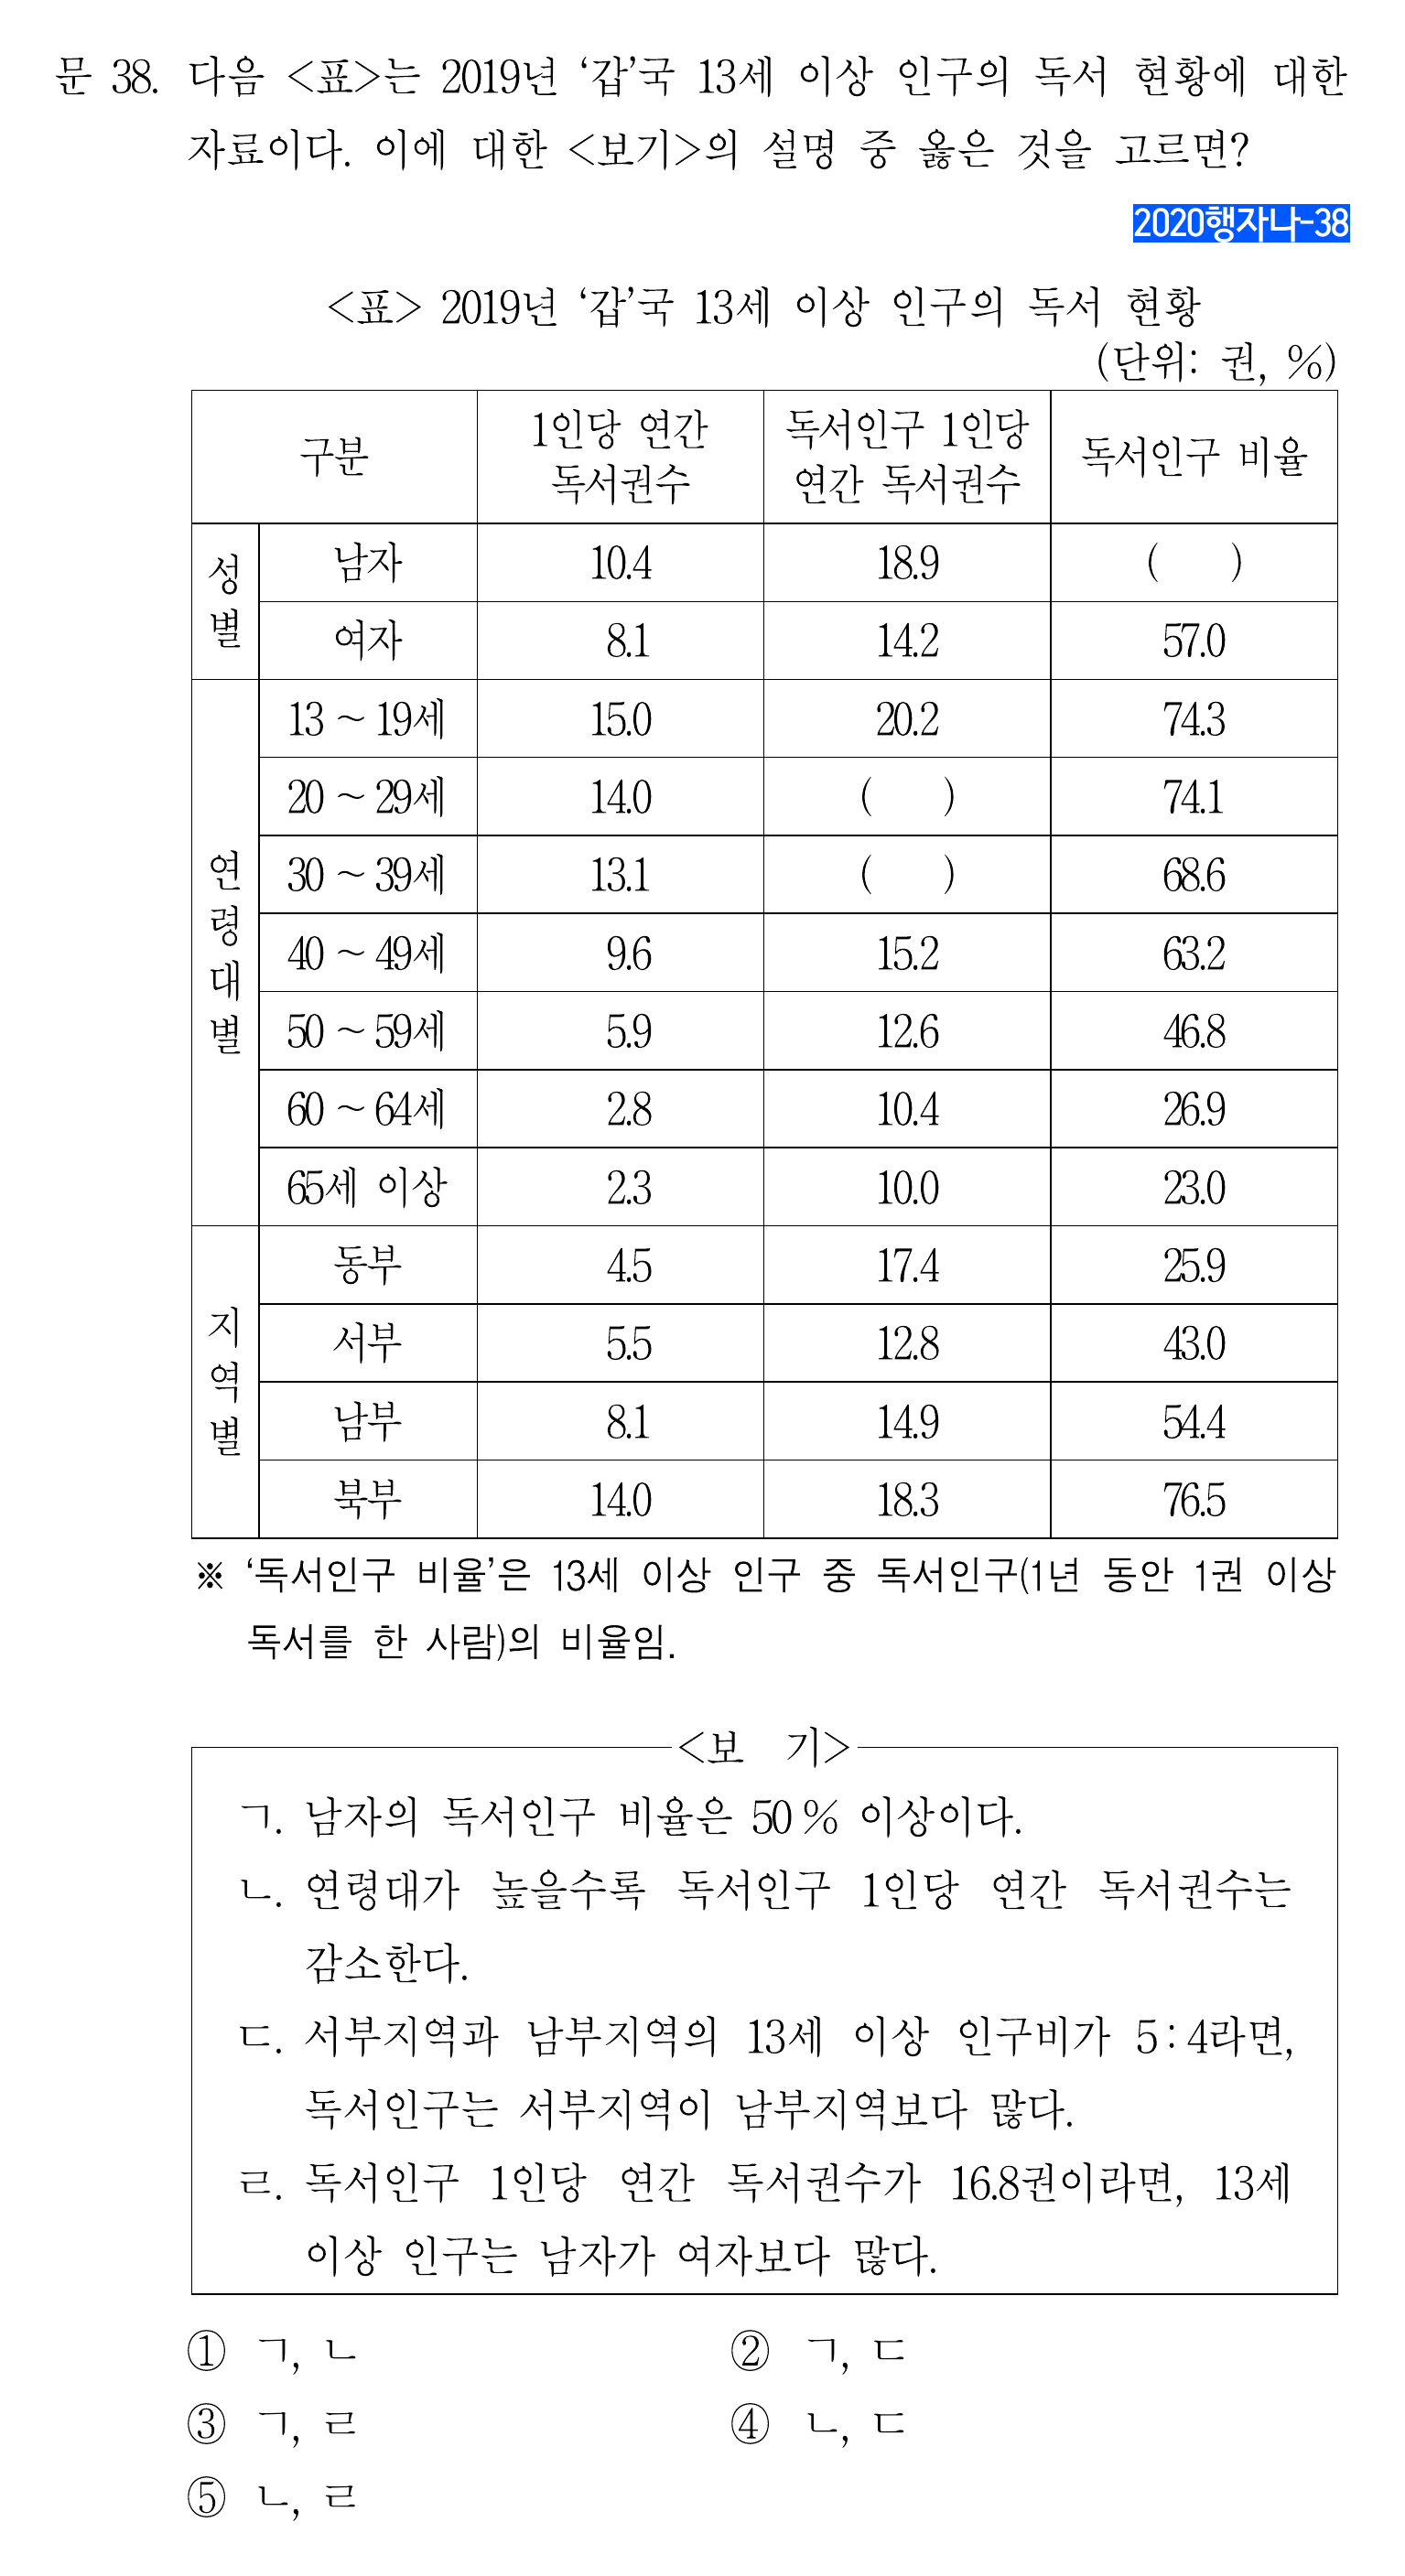 문 38. 다음 <표>는 2019년 ‘갑’국 13세 이상 인구의 독서 현황에 대한
자료이다. 이에 대한 <보기>의 설명 중 옳은 것을 고르면?
2020행자나-38
<표> 2019년 ‘갑’국 13세 이상 인구의 독서 현황
(단위: 권, %)
구분 1인당 연간 독서권수 독서인구 1인당 연간 독서권수 독서인구 비율
성별 남자 10.4 18.9 ( )
여자 8.1 14.2 57.0
연령대별 13 ~ 19세 15.0 20.2 74.3
20 ~ 29세 14.0 ( ) 74.1
30 ~ 39세 13.1 ( ) 68.6
40 ~ 49세 9.6 15.2 63.2
50 ~ 59세 5.9 12.6 46.8
60 ~ 64세 2.8 10.4 26.9
65세 이상 2.3 10.0 23.0
지역별 동부 4.5 17.4 25.9
서부 5.5 12.8 43.0
남부 8.1 14.9 54.4
북부 14.0 18.3 76.5
※ ‘독서인구 비율’은 13세 이상 인구 중 독서인구(1년 동안 1권 이상
독서를 한 사람)의 비율임.
<보 기>
ㄱ. 남자의 독서인구 비율은 50 % 이상이다.
ㄴ. 연령대가 높을수록 독서인구 1인당 연간 독서권수는
감소한다.
ㄷ. 서부지역과 남부지역의 13세 이상 인구비가 5 : 4라면,
독서인구는 서부지역이 남부지역보다 많다.
ㄹ. 독서인구 1인당 연간 독서권수가 16.8권이라면, 13세
이상 인구는 남자가 여자보다 많다.
① ㄱ, ㄴ ② ㄱ, ㄷ
③ ㄱ, ㄹ ④ ㄴ, ㄷ
⑤ ㄴ, ㄹ